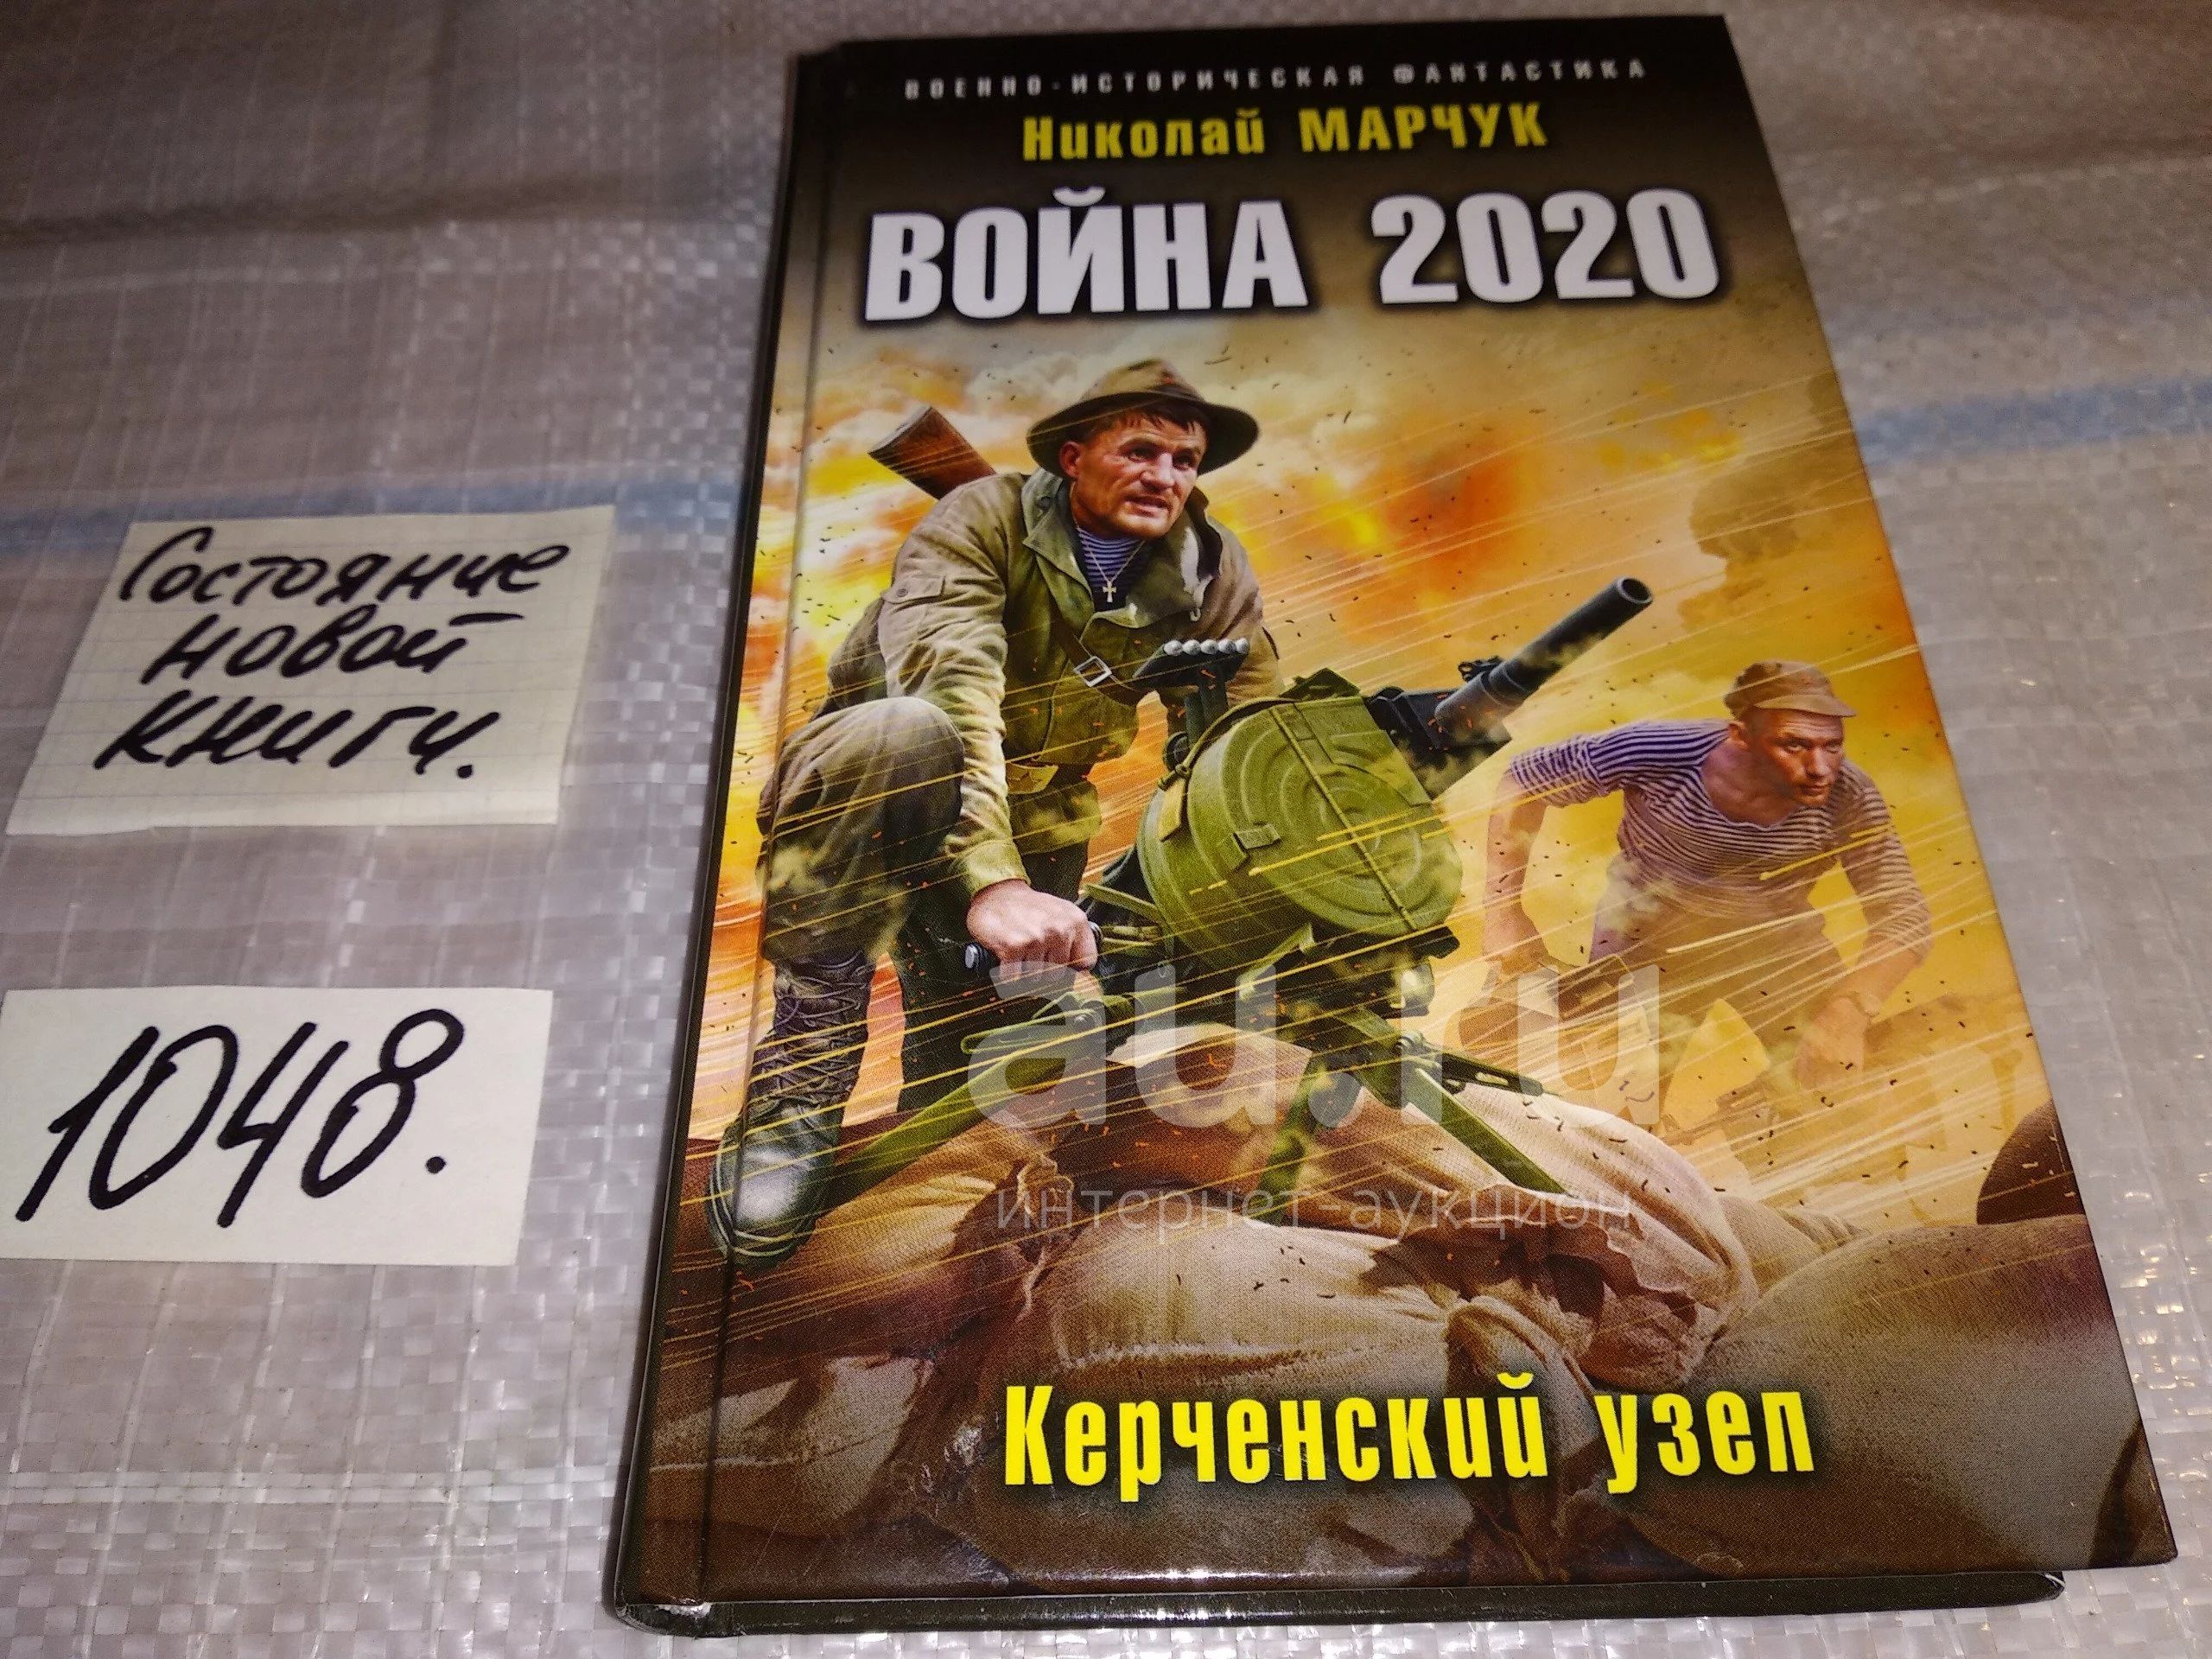 ВОЕННО-ИСТОРИЧЕСКАЯ ФАНТАСТИКА
Николай МАРЧУК
ВОЙНА 2020
Состояние
новой
книги.
1048.
au.ru
интернет-аукцион
Керченский узел